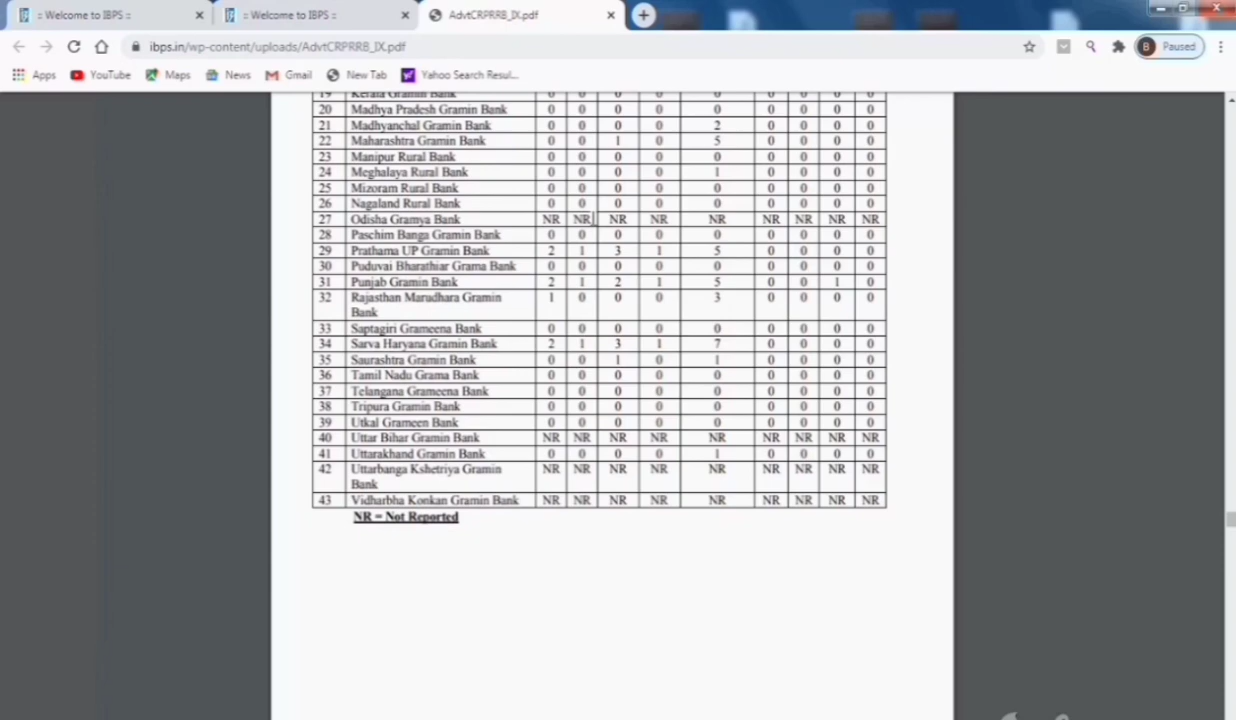 :: Welcome to IBPS :: :: Welcome to IBPS :: AdvtCRPRRB_IX.pdf
ibps.in/wp-content/uploads/AdvtCRPRRB_IX.pdf B Paused
Apps YouTube Maps News Gmail New Tab Yahoo Search Resul...
19 Kerala Gramin Bank 0 0 0 0 0 0 0 0 0
20 Madhya Pradesh Gramin Bank 0 0 0 0 0 0 0 0 0
21 Madhyanchal Gramin Bank 0 0 0 0 2 0 0 0 0
22 Maharashtra Gramin Bank 0 0 1 0 5 0 0 0 0
23 Manipur Rural Bank 0 0 0 0 0 0 0 0 0
24 Meghalaya Rural Bank 0 0 0 0 1 0 0 0 0
25 Mizoram Rural Bank 0 0 0 0 0 0 0 0 0
26 Nagaland Rural Bank 0 0 0 0 0 0 0 0 0
27 Odisha Gramya Bank NR NR NR NR NR NR NR NR NR
28 Paschim Banga Gramin Bank 0 0 0 0 0 0 0 0 0
29 Prathama UP Gramin Bank 2 1 3 1 5 0 0 0 0
30 Puduvai Bharathiar Grama Bank 0 0 0 0 0 0 0 0 0
31 Punjab Gramin Bank 2 1 2 1 5 0 0 1 0
32 Rajasthan Marudhara Gramin 1 0 0 0 3 0 0 0 0
Bank
33 Saptagiri Grameena Bank 0 0 0 0 0 0 0 0 0
34 Sarva Haryana Gramin Bank 2 1 3 1 7 0 0 0 0
35 Saurashtra Gramin Bank 0 0 1 0 1 0 0 0 0
36 Tamil Nadu Grama Bank 0 0 0 0 0 0 0 0 0
37 Telangana Grameena Bank 0 0 0 0 0 0 0 0 0
38 Tripura Gramin Bank 0 0 0 0 0 0 0 0 0
39 Utkal Grameen Bank 0 0 0 0 0 0 0 0 0
40 Uttar Bihar Gramin Bank NR NR NR NR NR NR NR NR NR
41 Uttarakhand Gramin Bank 0 0 0 0 1 0 0 0 0
42 Uttarbanga Kshetriya Gramin NR NR NR NR NR NR NR NR NR
Bank
43 Vidharbha Konkan Gramin Bank NR NR NR NR NR NR NR NR NR
NR = Not Reported